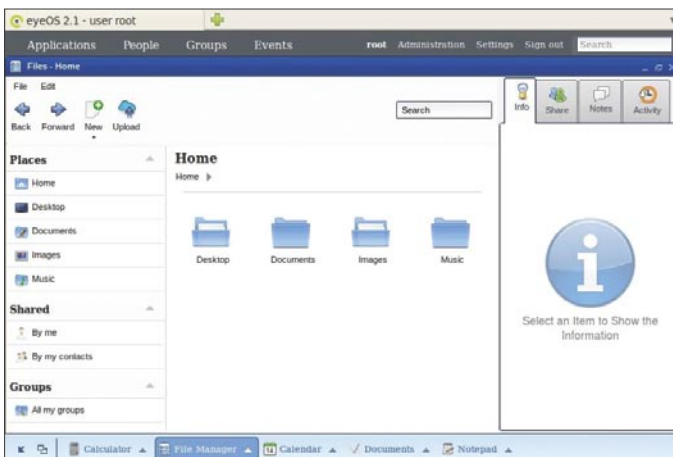 eyeOS 2.1 - user root
Applications People Groups Events root Administration Settings Sign out Search
Files - Home
File Edit
Back Forward New Upload
Search
Info Share Notes Activity
Places
Home
Desktop
Documents
Images
Music
Shared
By me
By my contacts
Groups
All my groups
Home
Home
Desktop Documents Images Music
Select an Item to Show the
Information
Calculator File Manager 14 Calendar Documents Notepad